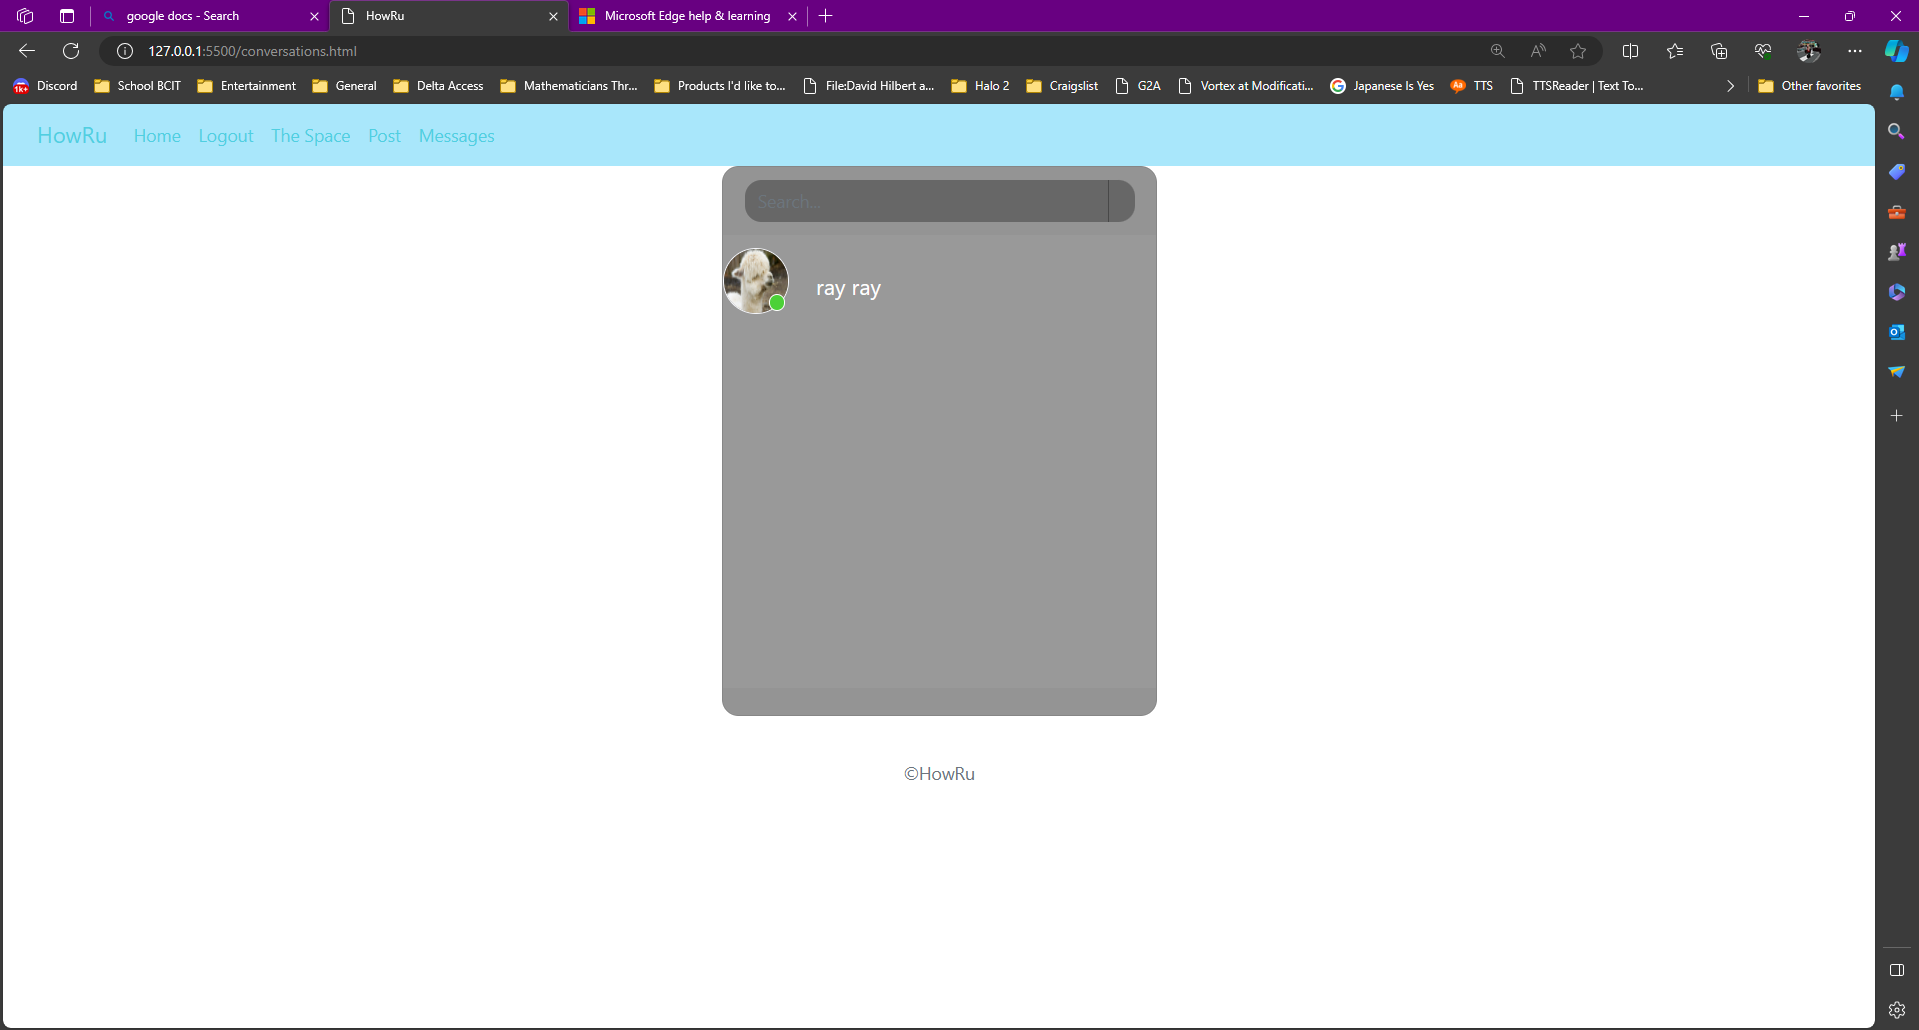 google docs - Search
HowRu
Microsoft Edge help & learning
127.0.0.1:5500/conversations.html
1k+
Discord
School BCIT
Entertainment
General
Delta Access
Mathematicians Thr...
Products I'd like to...
File:David Hilbert a...
Halo 2
Craigslist
G2A
Vortex at Modificati...
Japanese Is Yes
Aa
TTS
TTSReader | Text To...
Other favorites
HowRu
Home
Logout
The Space
Post
Messages
Search...
ray ray
©HowRu